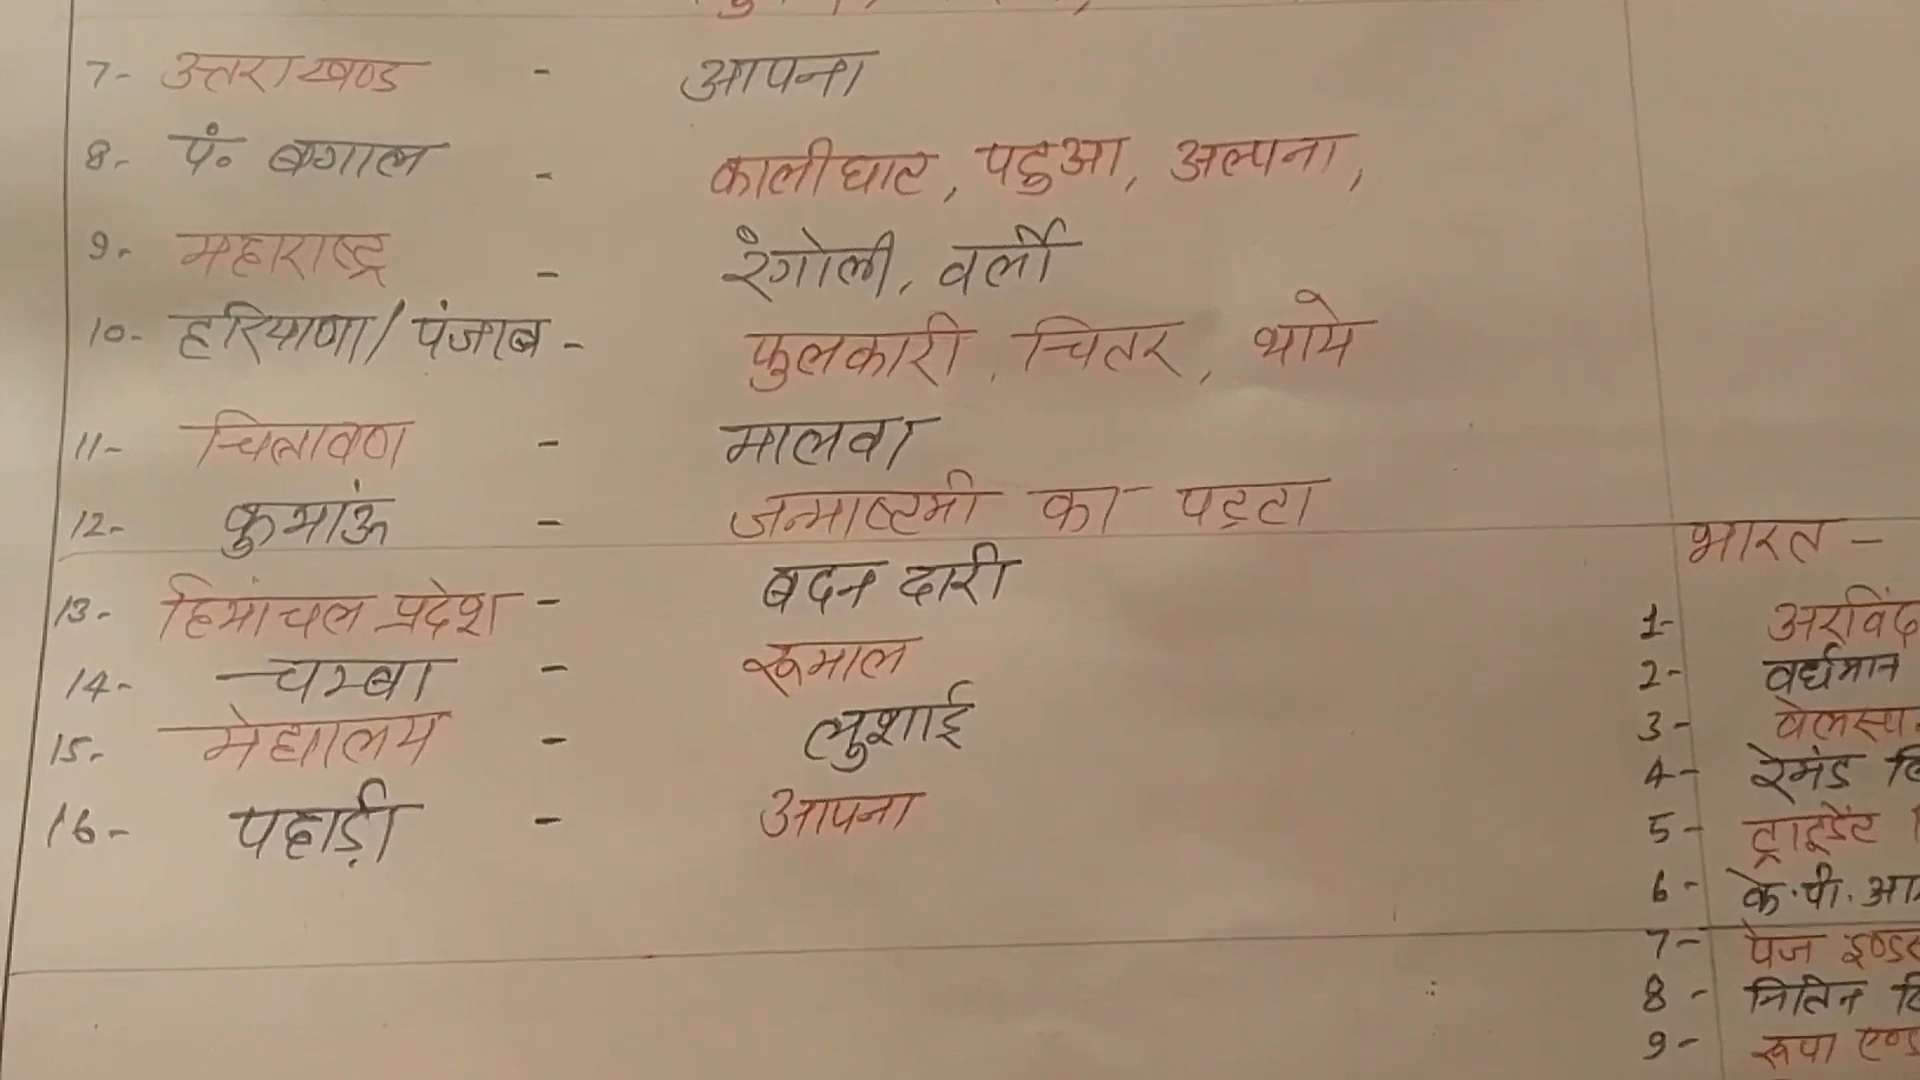 7- उत्तराखण्ड - आपना
8- पं॰ बंगाल - कालीघाट, पटुआ, अल्पना,
9- महाराष्ट्र - रंगोली, वर्ली
10- हरियाणा/पंजाब - फुलकारी, चितर, थापे
11- चितावण - मालवा
12- कुमांऊ - जन्माष्टमी का पट्टा
13- हिमांचल प्रदेश - बदन दारी
14- चम्बा - रूमाल
15- मेघालय - लुशाई
16- पहाड़ी - आपना
भारत -
1- अरविंद
2- वर्धमान
3- वेलस्पन
4- रेमंड
5- ट्राइडेंट
6- के.पी.आर
7- पेज
8- नितिन
9- रूपा एण्ड